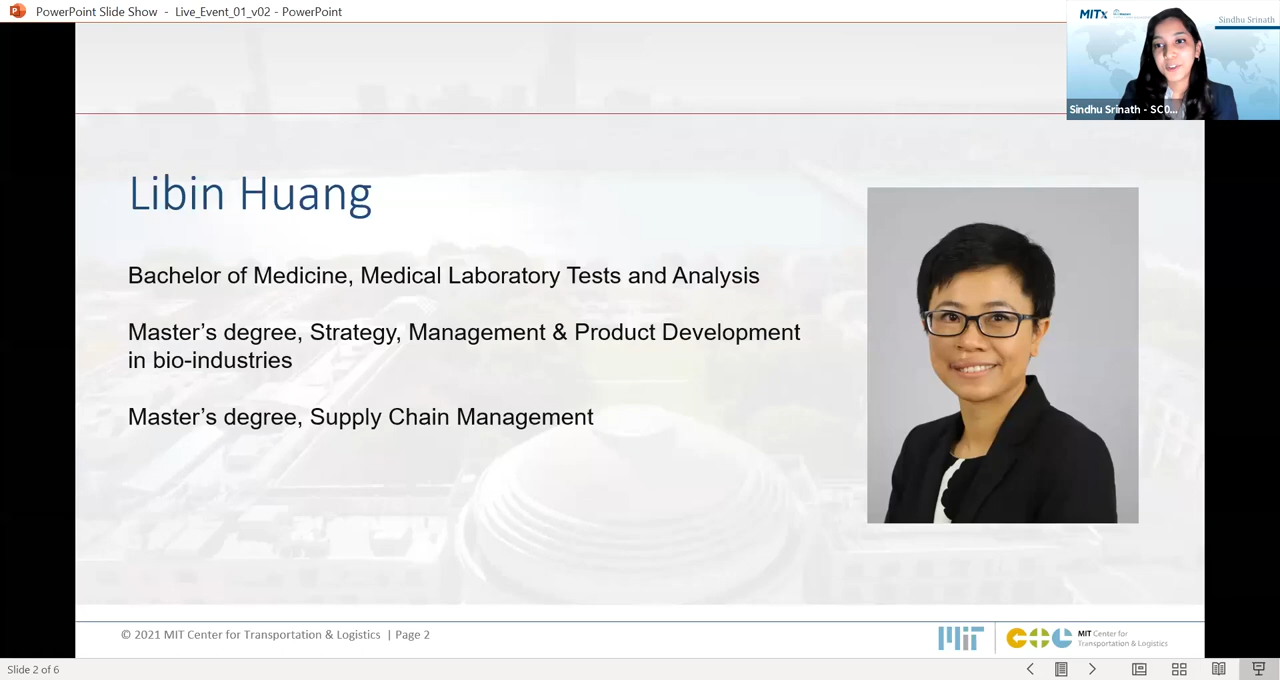 PowerPoint Slide Show - Live_Event_01_v02 - PowerPoint
MITx
Sindhu Srinath
Sindhu Srinath - SC0...
Libin Huang
Bachelor of Medicine, Medical Laboratory Tests and Analysis
Master’s degree, Strategy, Management & Product Development
in bio-industries
Master’s degree, Supply Chain Management
© 2021 MIT Center for Transportation & Logistics | Page 2
MIT
CTL
MIT Center for
Transportation & Logistics
Slide 2 of 6